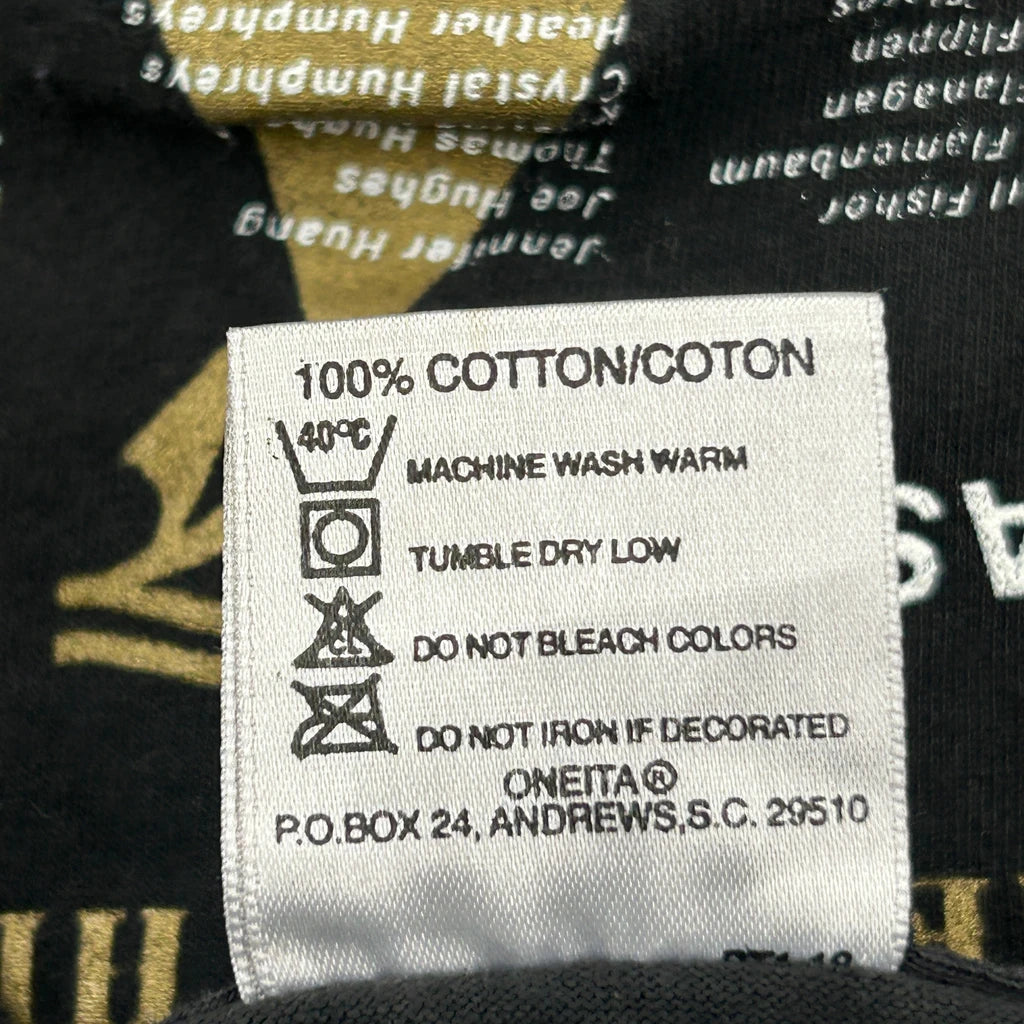 Heather Humphreys
Crystal Humphreys
Thomas
Joe Hughes
Jennifer Huang
Flippen
Flanagan
Flamenbaum
Fisher
100% COTTON/COTON
40°C
MACHINE WASH WARM
TUMBLE DRY LOW
DO NOT BLEACH COLORS
DO NOT IRON IF DECORATED
ONEITA®
P.O.BOX 24, ANDREWS,S.C. 29510